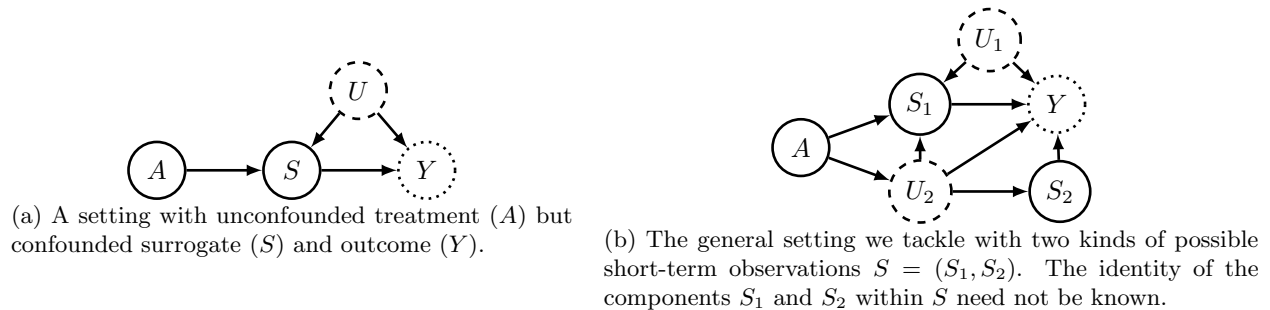 U
A
S
Y
(a) A setting with unconfounded treatment (A) but
confounded surrogate (S) and outcome (Y).
U₁
S₁
Y
A
U₂
S₂
(b) The general setting we tackle with two kinds of possible
short-term observations S = (S₁, S₂). The identity of the
components S₁ and S₂ within S need not be known.